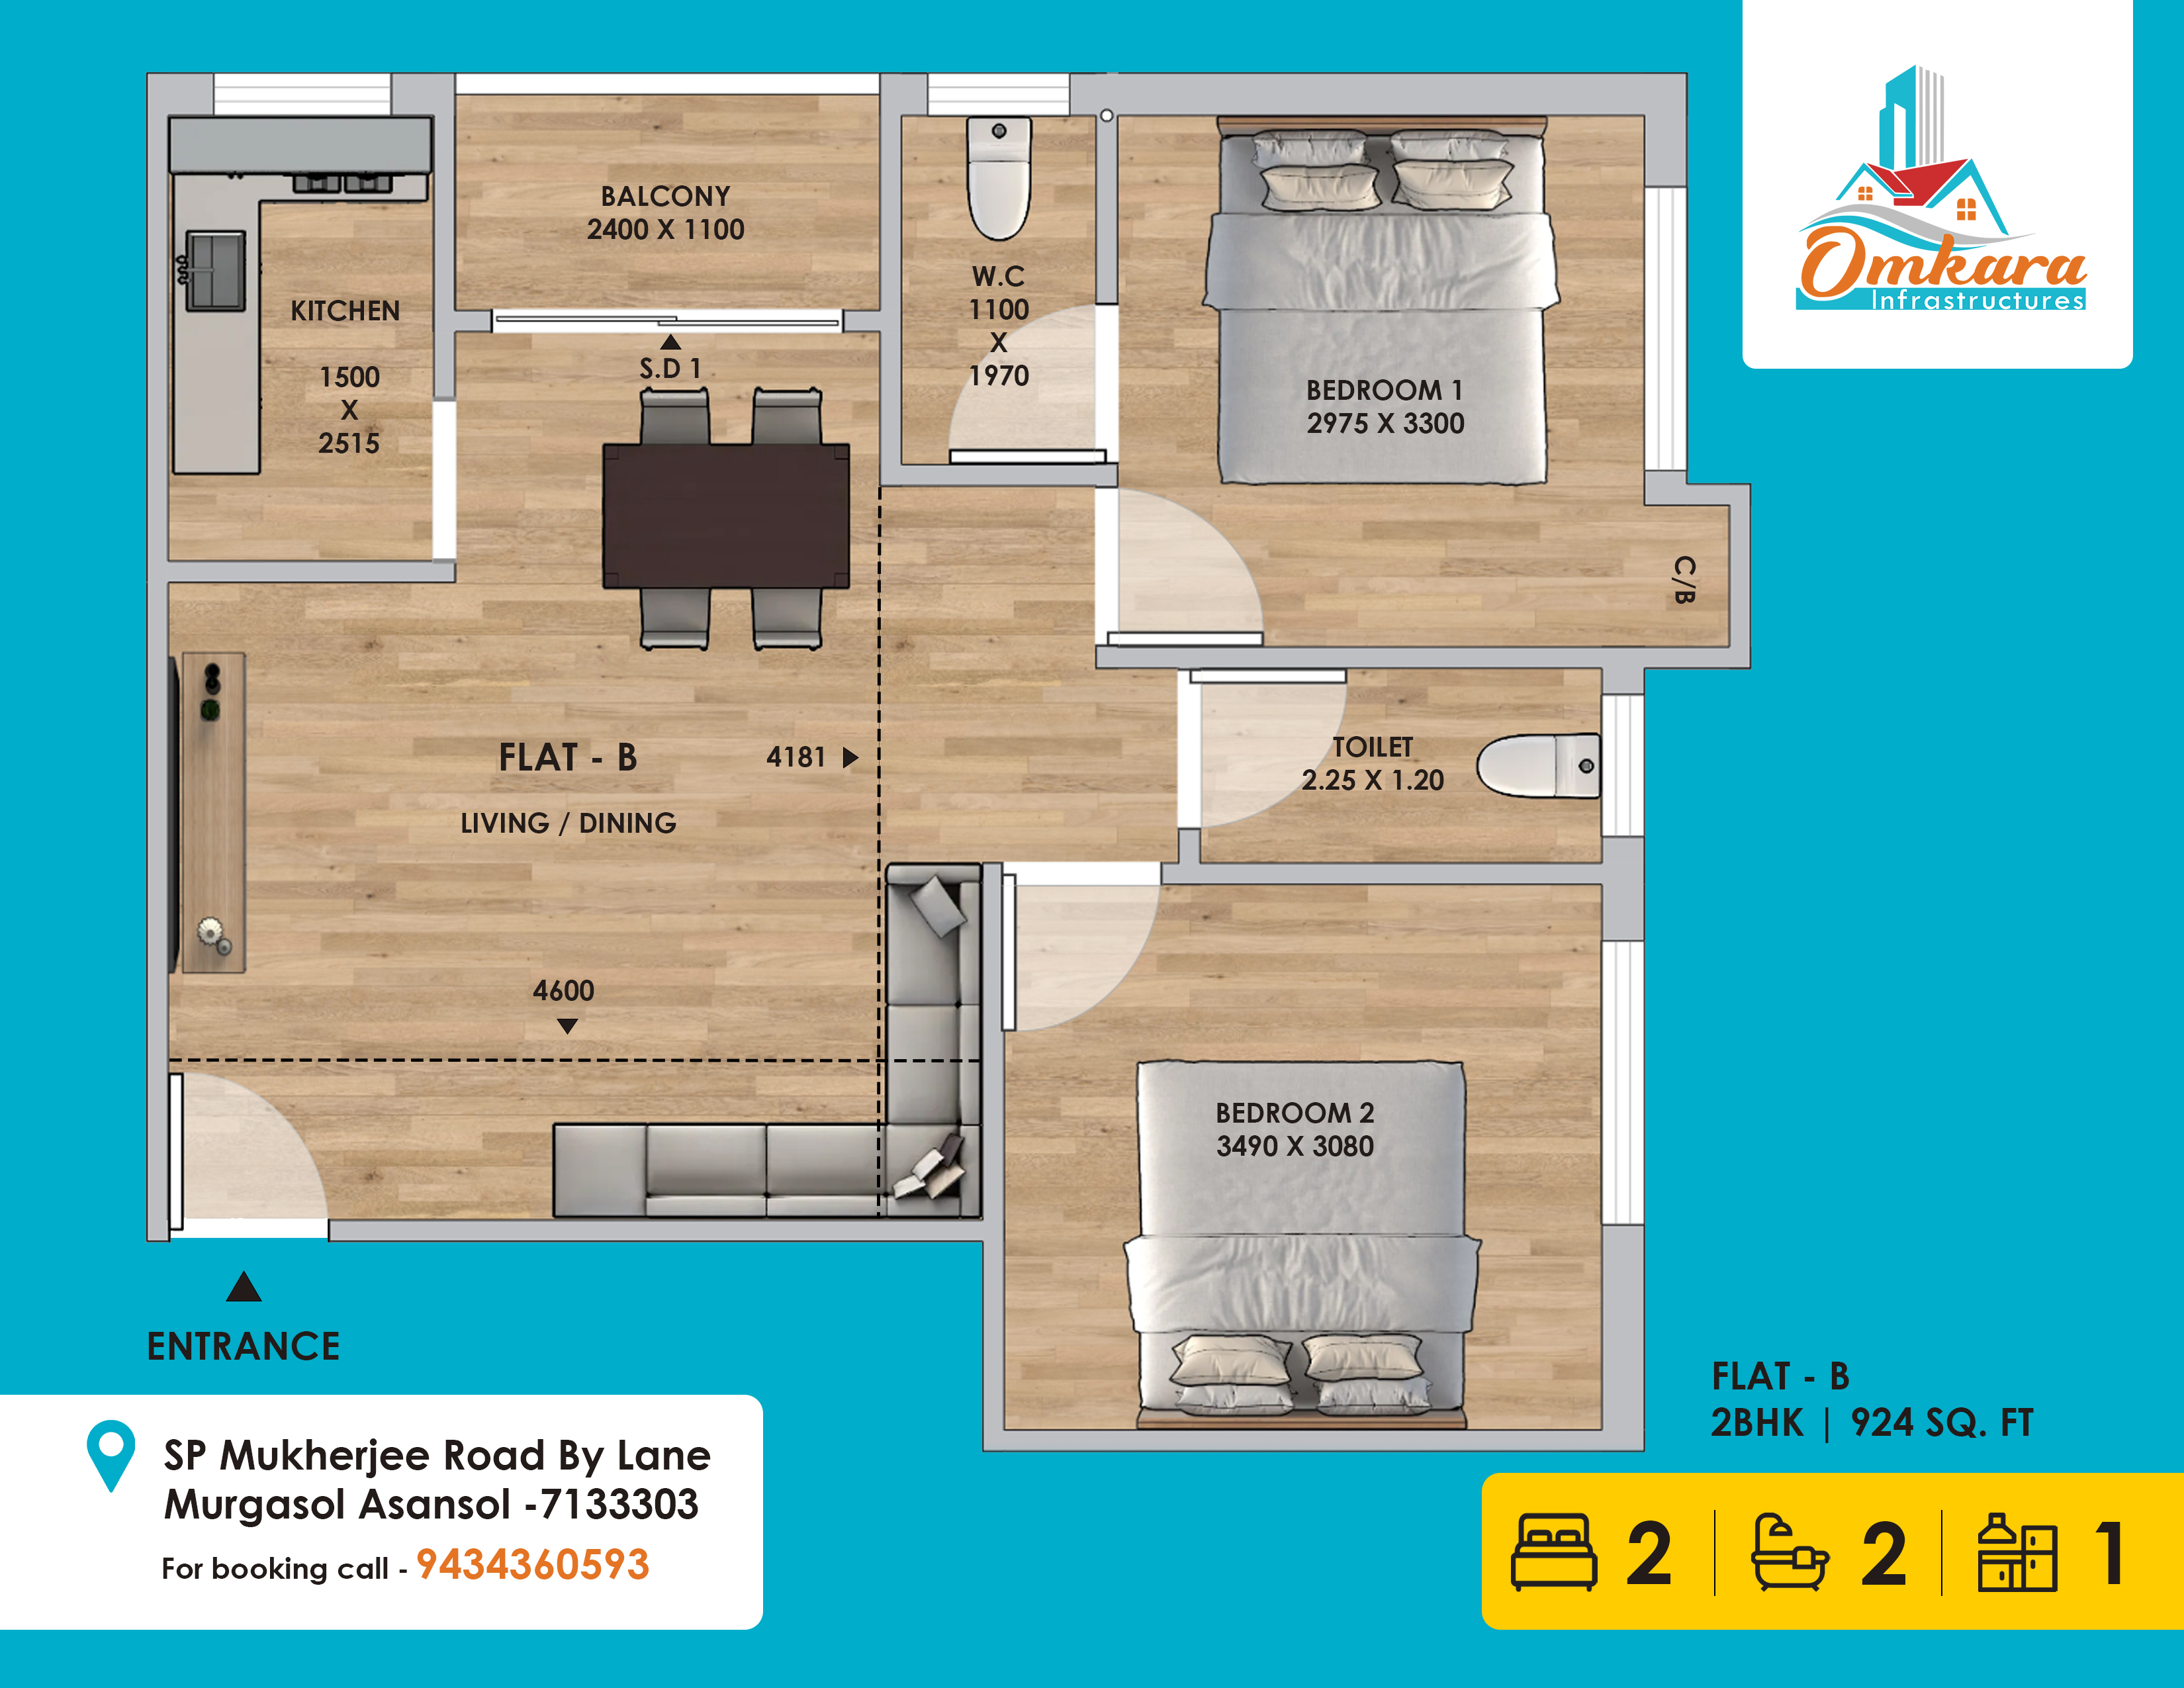 Omkara
Infrastructures
BALCONY
2400 X 1100
KITCHEN
1500
X
2515
S.D 1
W.C
1100
X
1970
BEDROOM 1
2975 X 3300
C/B
FLAT - B
LIVING / DINING
4181
4600
TOILET
2.25 X 1.20
BEDROOM 2
3490 X 3080
ENTRANCE
SP Mukherjee Road By Lane
Murgasol Asansol -7133303
For booking call - 9434360593
FLAT - B
2BHK | 924 SQ. FT
2 | 2 | 1